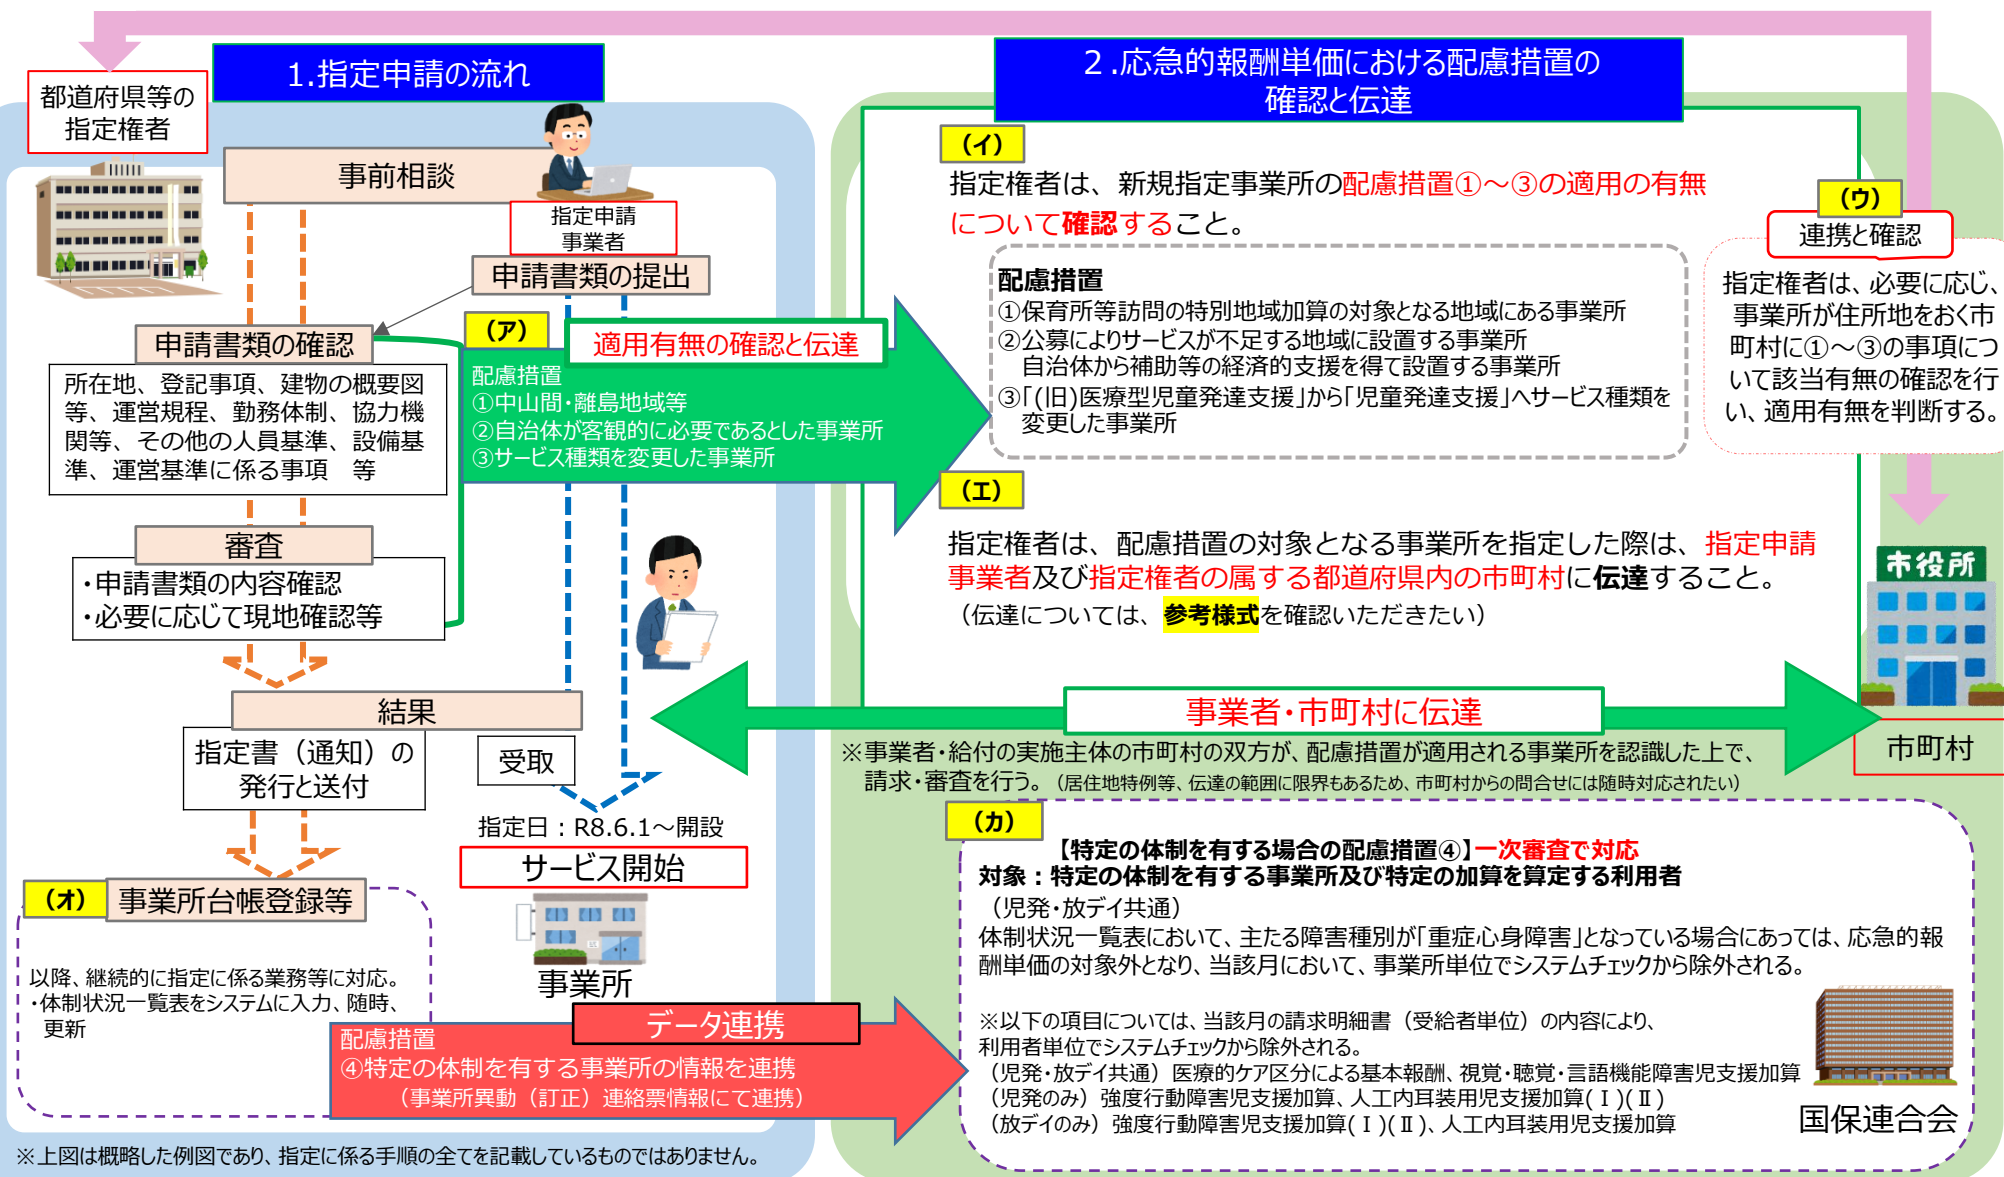 都道府県等の
指定権者
1.指定申請の流れ
事前相談
指定申請
事業者
申請書類の提出
申請書類の確認
所在地、登記事項、建物の概要図
等、運営規程、勤務体制、協力機
関等、その他の人員基準、設備基
準、運営基準に係る事項　等
審査
・申請書類の内容確認
・必要に応じて現地確認等
結果
指定書（通知）の
発行と送付
受取
指定日：R8.6.1～開設
サービス開始
事業所
（オ）
事業所台帳登録等
以降、継続的に指定に係る業務等に対応。
・体制状況一覧表をシステムに入力、随時、
更新
（ア）
適用有無の確認と伝達
配慮措置
①中山間・離島地域等
②自治体が客観的に必要であるとした事業所
③サービス種類を変更した事業所
２.応急的報酬単価における配慮措置の
確認と伝達
（イ）
指定権者は、新規指定事業所の配慮措置①～③の適用の有無
について確認すること。
配慮措置
①保育所等訪問の特別地域加算の対象となる地域にある事業所
②公募によりサービスが不足する地域に設置する事業所
自治体から補助等の経済的支援を得て設置する事業所
③「(旧)医療型児童発達支援」から「児童発達支援」へサービス種類を
変更した事業所
（ウ）
連携と確認
指定権者は、必要に応じ、
事業所が住所地をおく市
町村に①～③の事項につ
いて該当有無の確認を行
い、適用有無を判断する。
（エ）
指定権者は、配慮措置の対象となる事業所を指定した際は、指定申請
事業者及び指定権者の属する都道府県内の市町村に伝達すること。
（伝達については、参考様式を確認いただきたい）
市役所
市町村
事業者・市町村に伝達
※事業者・給付の実施主体の市町村の双方が、配慮措置が適用される事業所を認識した上で、
請求・審査を行う。（居住地特例等、伝達の範囲に限界もあるため、市町村からの問合せには随時対応されたい）
（カ）
【特定の体制を有する場合の配慮措置④】一次審査で対応
対象：特定の体制を有する事業所及び特定の加算を算定する利用者
（児発・放デイ共通）
体制状況一覧表において、主たる障害種別が「重症心身障害」となっている場合にあっては、応急的報
酬単価の対象外となり、当該月において、事業所単位でシステムチェックから除外される。
※以下の項目については、当該月の請求明細書（受給者単位）の内容により、
利用者単位でシステムチェックから除外される。
（児発・放デイ共通）医療的ケア区分による基本報酬、視覚・聴覚・言語機能障害児支援加算
（児発のみ）強度行動障害児支援加算、人工内耳装用児支援加算(Ⅰ)(Ⅱ)
（放デイのみ）強度行動障害児支援加算(Ⅰ)(Ⅱ)、人工内耳装用児支援加算
国保連合会
データ連携
配慮措置
④特定の体制を有する事業所の情報を連携
（事業所異動（訂正）連絡票情報にて連携）
※上図は概略した例図であり、指定に係る手順の全てを記載しているものではありません。